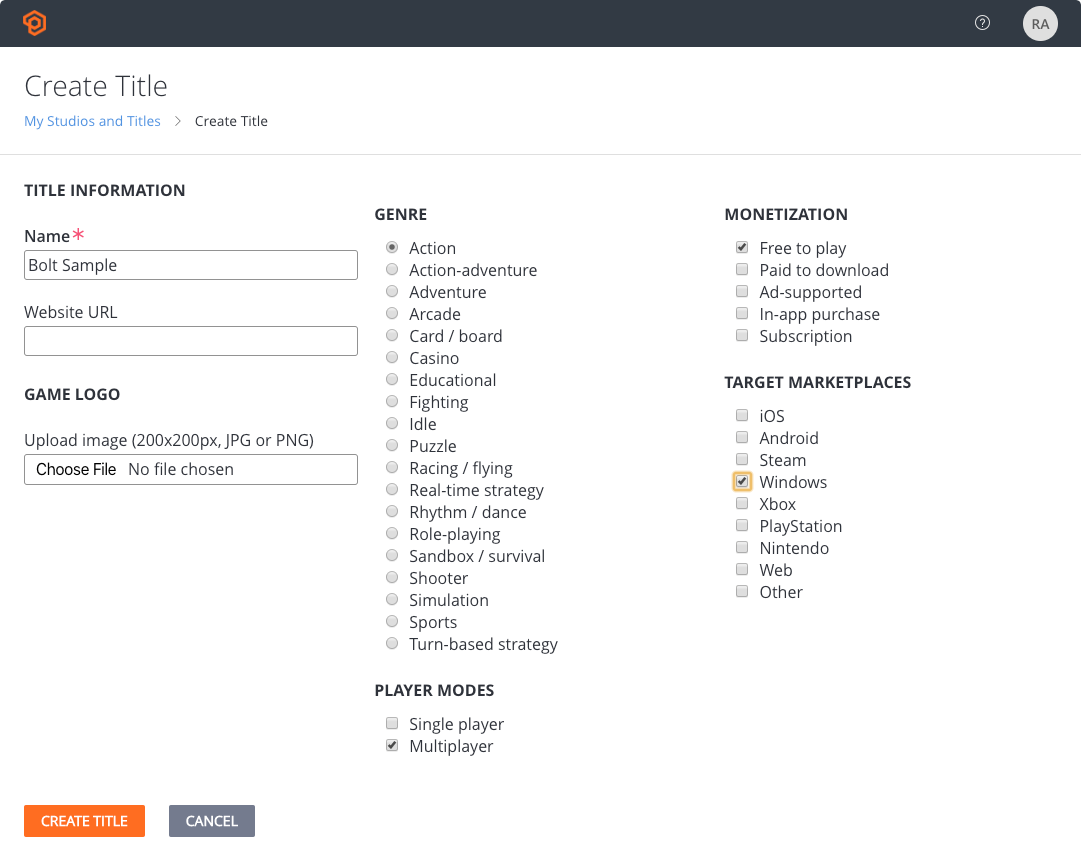 RA
Create Title
My Studios and Titles > Create Title
TITLE INFORMATION
Name*
Bolt Sample
Website URL
GAME LOGO
Upload image (200x200px, JPG or PNG)
Choose File No file chosen
GENRE
Action
Action-adventure
Adventure
Arcade
Card / board
Casino
Educational
Fighting
Idle
Puzzle
Racing / flying
Real-time strategy
Rhythm / dance
Role-playing
Sandbox / survival
Shooter
Simulation
Sports
Turn-based strategy
PLAYER MODES
Single player
Multiplayer
MONETIZATION
Free to play
Paid to download
Ad-supported
In-app purchase
Subscription
TARGET MARKETPLACES
iOS
Android
Steam
Windows
Xbox
PlayStation
Nintendo
Web
Other
CREATE TITLE
CANCEL